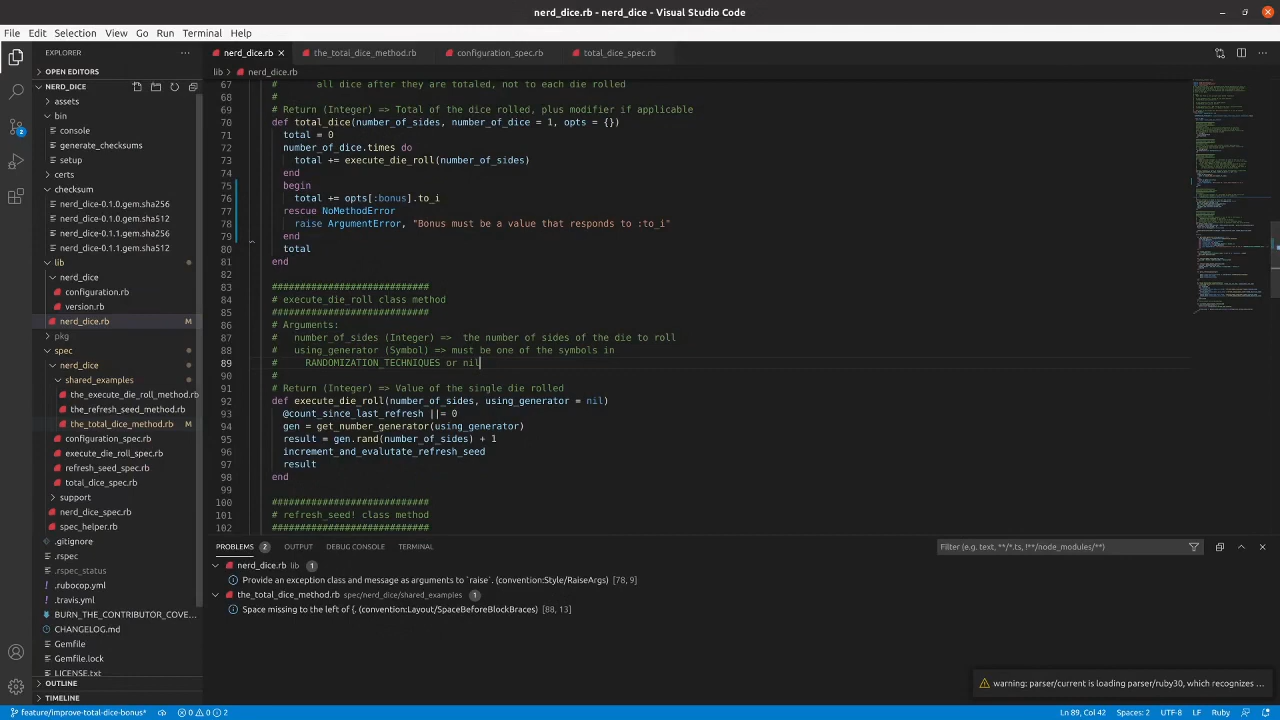 nerd_dice.rb - nerd_dice - Visual Studio Code
File Edit Selection View Go Run Terminal Help
EXPLORER
OPEN EDITORS
NERD_DICE
assets
bin
console
generate_checksums
setup
certs
checksum
nerd_dice-0.1.0.gem.sha256
nerd_dice-0.1.0.gem.sha512
nerd_dice-0.1.1.gem.sha256
nerd_dice-0.1.1.gem.sha512
lib
nerd_dice
configuration.rb
version.rb
nerd_dice.rb M
pkg
spec
nerd_dice
shared_examples
the_execute_die_roll_method.rb
the_refresh_seed_method.rb
the_total_dice_method.rb M
configuration_spec.rb
execute_die_roll_spec.rb
refresh_seed_spec.rb
total_dice_spec.rb
support
nerd_dice_spec.rb
spec_helper.rb
.gitignore
.rspec
.rspec_status
.rubocop.yml
.travis.yml
BURN_THE_CONTRIBUTOR_COVE...
CHANGELOG.md
Gemfile
Gemfile.lock
LICENSE.txt
OUTLINE
TIMELINE
2
nerd_dice.rb the_total_dice_method.rb configuration_spec.rb total_dice_spec.rb
lib > nerd_dice.rb
67 # all dice after they are totaled, not to each die rolled
68 #
69 # Return (Integer) => Total of the dice rolled, plus modifier if applicable
70 def total_dice(number_of_sides, number_of_dice = 1, opts = {})
71 total = 0
72 number_of_dice.times do
73 total += execute_die_roll(number_of_sides)
74 end
75 begin
76 total += opts[:bonus].to_i
77 rescue NoMethodError
78 raise ArgumentError, "Bonus must be a value that responds to :to_i"
79 end
80 total
81 end
82
83 ###########################
84 # execute_die_roll class method
85 ###########################
86 # Arguments:
87 # number_of_sides (Integer) => the number of sides of the die to roll
88 # using_generator (Symbol) => must be one of the symbols in
89 # RANDOMIZATION_TECHNIQUES or nil
90 #
91 # Return (Integer) => Value of the single die rolled
92 def execute_die_roll(number_of_sides, using_generator = nil)
93 @count_since_last_refresh ||= 0
94 gen = get_number_generator(using_generator)
95 result = gen.rand(number_of_sides) + 1
96 increment_and_evalutate_refresh_seed
97 result
98 end
99
100 ###########################
101 # refresh_seed! class method
102 ###########################
PROBLEMS 2 OUTPUT DEBUG CONSOLE TERMINAL
Filter (e.g. text, **/*.ts, !**/node_modules/**)
nerd_dice.rb lib 1
Provide an exception class and message as arguments to `raise`. (convention:Style/RaiseArgs) [78, 9]
the_total_dice_method.rb spec/nerd_dice/shared_examples 1
Space missing to the left of {. (convention:Layout/SpaceBeforeBlockBraces) [88, 13]
warning: parser/current is loading parser/ruby30, which recognizes ...
feature/improve-total-dice-bonus* 0 0 2 Ln 89, Col 42 Spaces: 2 UTF-8 LF Ruby